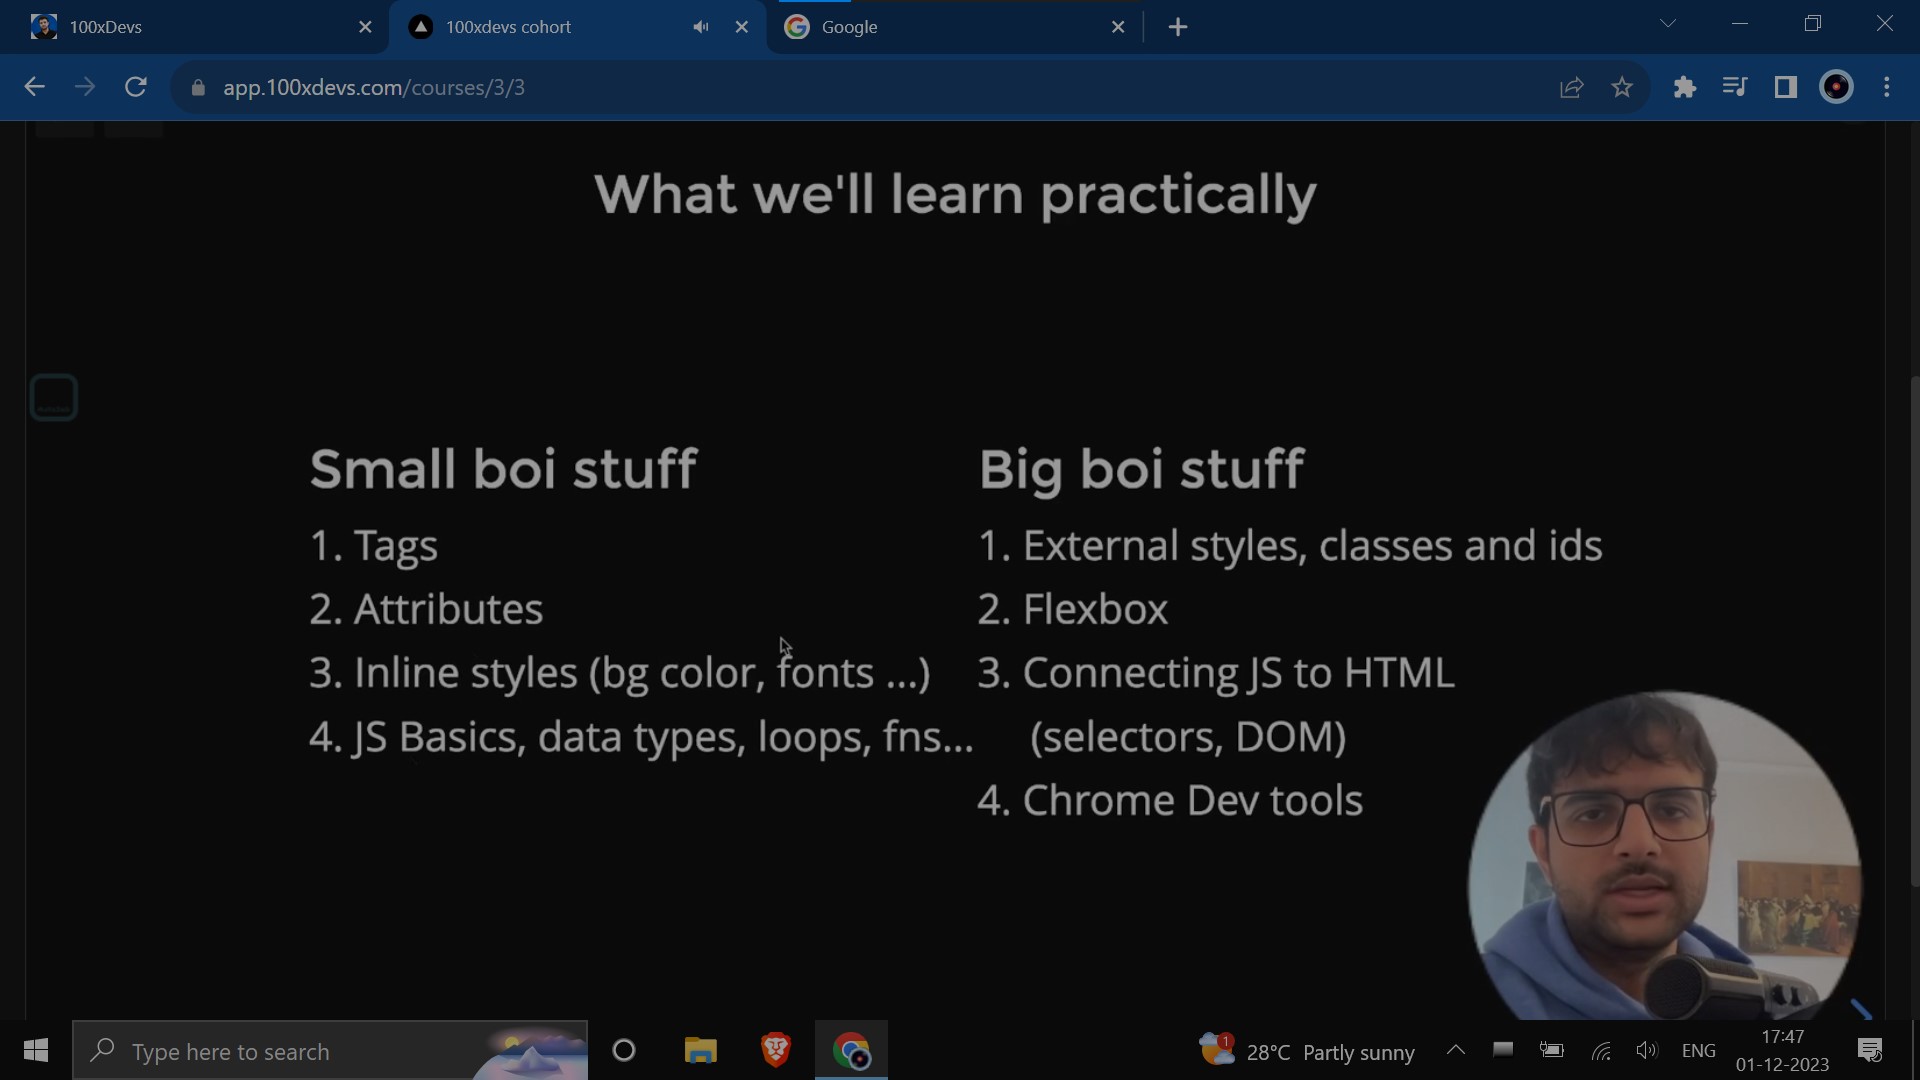 100xDevs
100xdevs cohort
Google
app.100xdevs.com/courses/3/3
What we'll learn practically
Small boi stuff
1. Tags
2. Attributes
3. Inline styles (bg color, fonts ...)
4. JS Basics, data types, loops, fns...
Big boi stuff
1. External styles, classes and ids
2. Flexbox
3. Connecting JS to HTML
(selectors, DOM)
4. Chrome Dev tools
Type here to search
1
28°C Partly sunny
ENG
17:47
01-12-2023